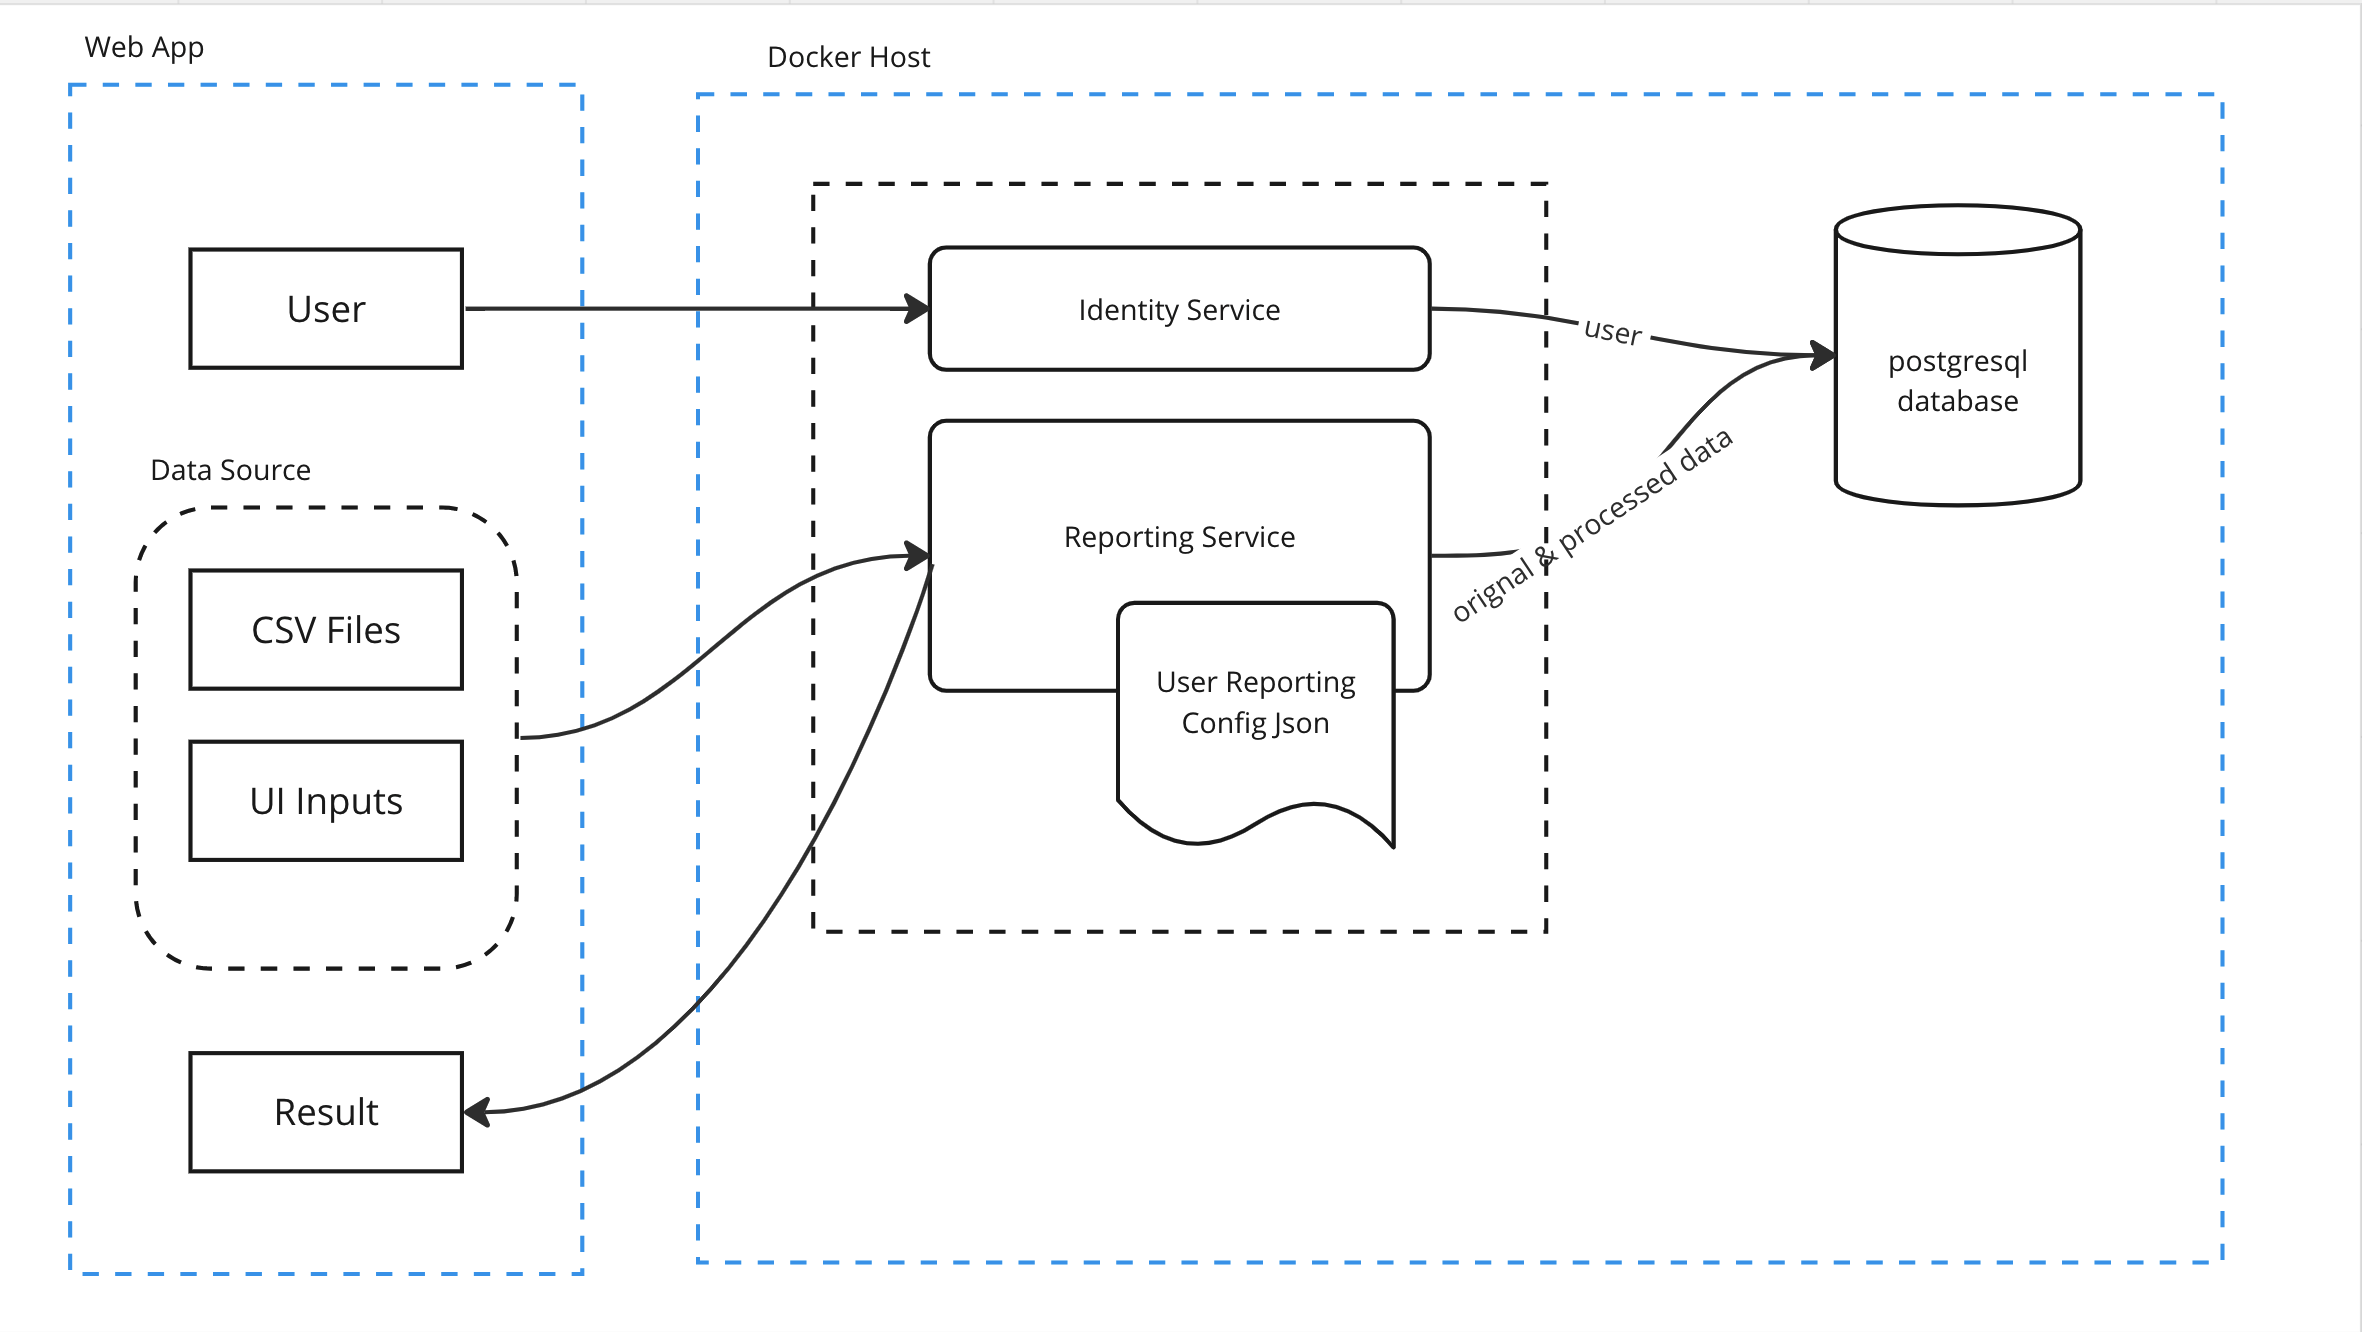 Web App
Docker Host
User
Identity Service
user
postgresql
database
Data Source
CSV Files
UI Inputs
Reporting Service
orignal & processed data
User Reporting
Config Json
Result